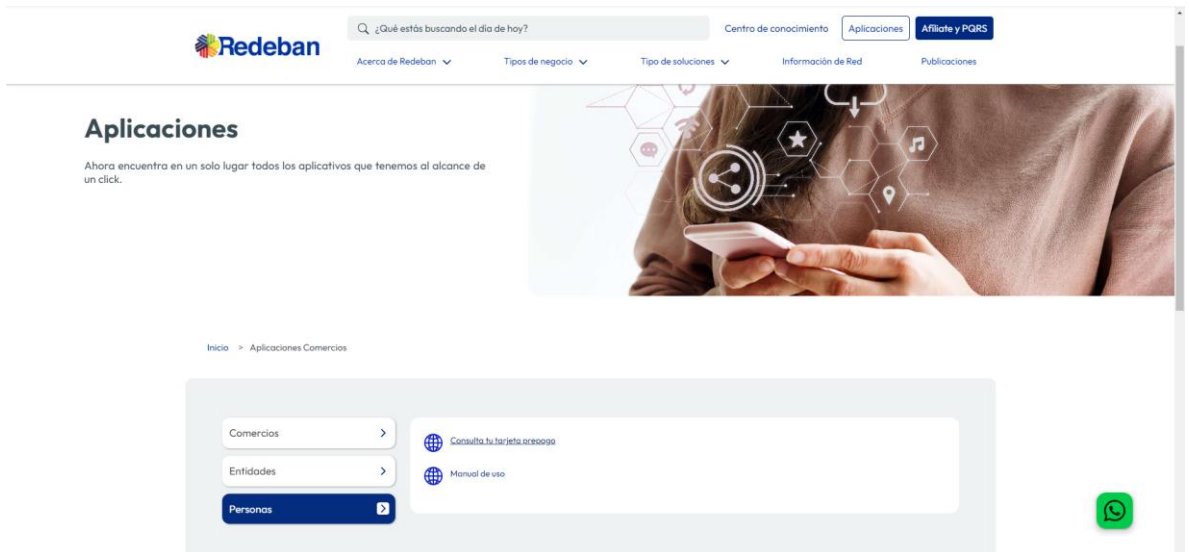 Redeban
¿Qué estás buscando el día de hoy?
Centro de conocimiento
Aplicaciones
Afíliate y PQRS
Acerca de Redeban
Tipos de negocio
Tipo de soluciones
Información de Red
Publicaciones
Aplicaciones
Ahora encuentra en un solo lugar todos los aplicativos que tenemos al alcance de
un click.
Inicio > Aplicaciones Comercios
Comercios
Entidades
Personas
Consulta tu tarjeta prepago
Manual de uso